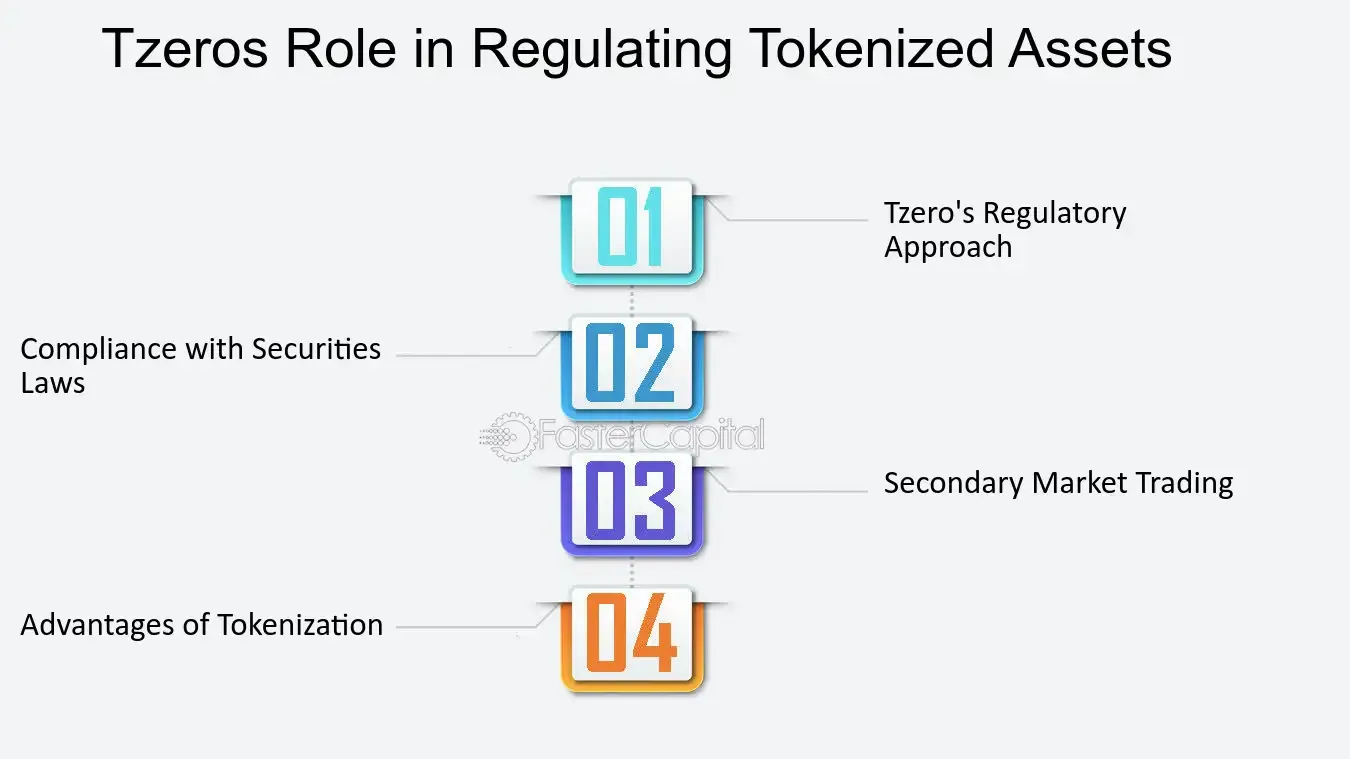 Tzeros Role in Regulating Tokenized Assets
01
Tzero's Regulatory
Approach
02
Compliance with Securities
Laws
FasterCapital
03
Secondary Market Trading
04
Advantages of Tokenization